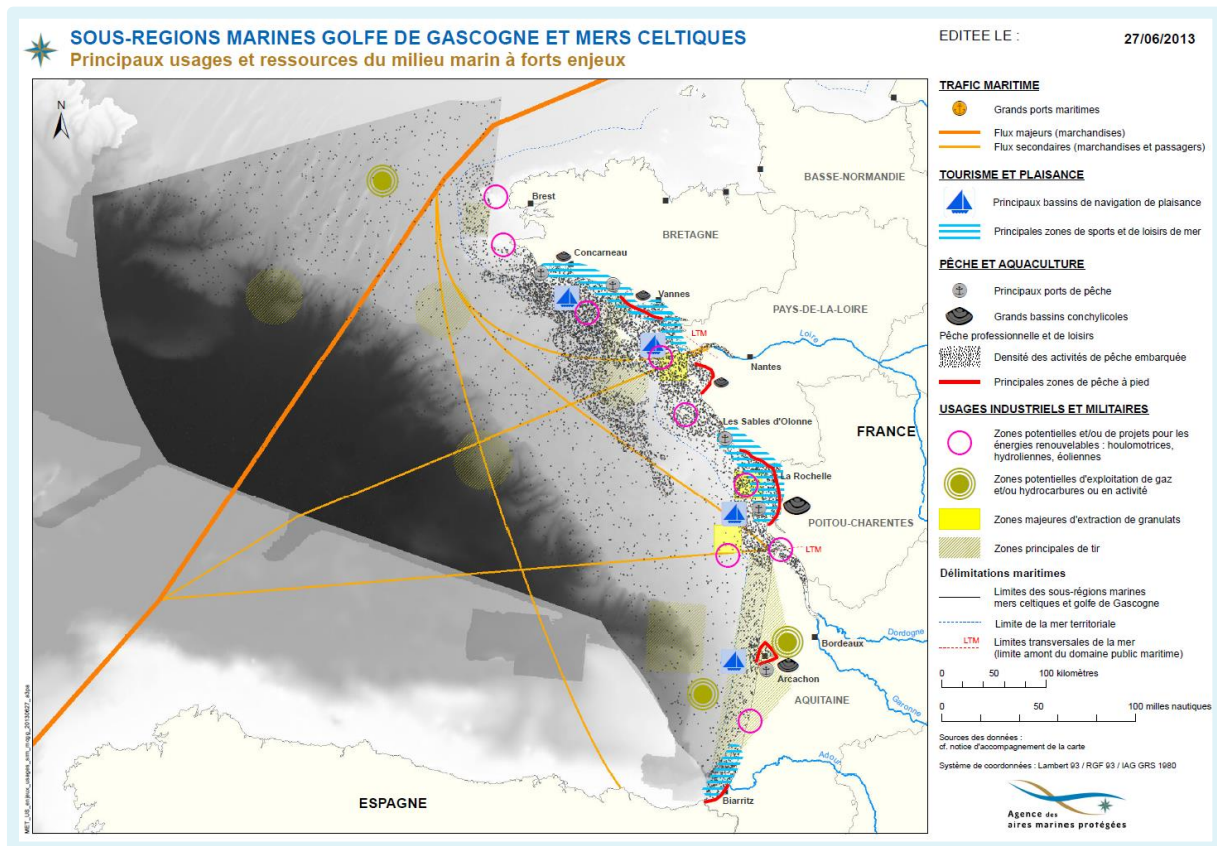 SOUS-REGIONS MARINES GOLFE DE GASCOGNE ET MERS CELTIQUES
Principaux usages et ressources du milieu marin à forts enjeux
EDITEE LE :
27/06/2013
N
BASSE-NORMANDIE
Brest
BRETAGNE
Concarneau
Vannes
PAYS-DE-LA-LOIRE
LTM
Loire
Nantes
Les Sables d'Olonne
FRANCE
La Rochelle
POITOU-CHARENTES
LTM
Bordeaux
Dordogne
Arcachon
AQUITAINE
Garonne
Adour
Biarritz
ESPAGNE
TRAFIC MARITIME
Grands ports maritimes
Flux majeurs (marchandises)
Flux secondaires (marchandises et passagers)
TOURISME ET PLAISANCE
Principaux bassins de navigation de plaisance
Principales zones de sports et de loisirs de mer
PÊCHE ET AQUACULTURE
Principaux ports de pêche
Grands bassins conchylicoles
Pêche professionnelle et de loisirs
Densité des activités de pêche embarquée
Principales zones de pêche à pied
USAGES INDUSTRIELS ET MILITAIRES
Zones potentielles et/ou de projets pour les
énergies renouvelables : houlomotrices,
hydroliennes, éoliennes
Zones potentielles d'exploitation de gaz
et/ou hydrocarbures ou en activité
Zones majeures d'extraction de granulats
Zones principales de tir
Délimitations maritimes
Limites des sous-régions marines
mers celtiques et golfe de Gascogne
Limite de la mer territoriale
LTM
Limites transversales de la mer
(limite amont du domaine public maritime)
0 50 100 kilomètres
0 50 100 milles nautiques
Sources des données :
cf. notice d'accompagnement de la carte
Système de coordonnées : Lambert 93 / RGF 93 / IAG GRS 1980
Agence des
aires marines protégées